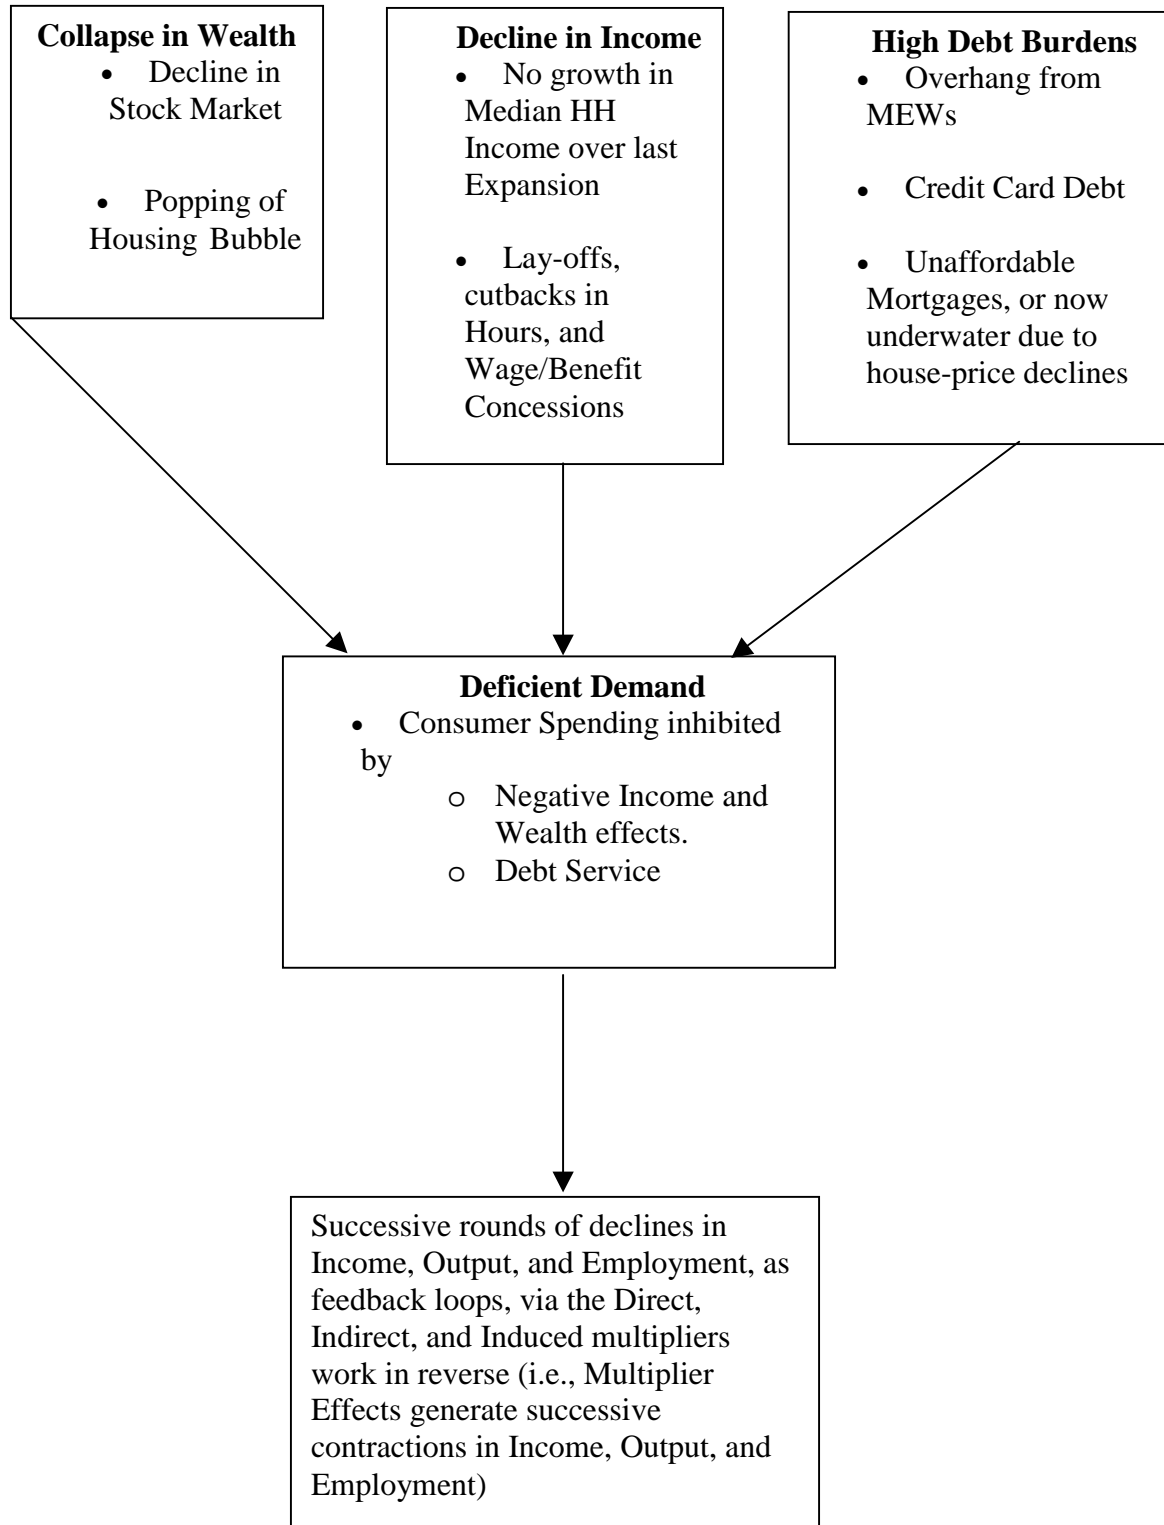 Collapse in Wealth
• Decline in
Stock Market
• Popping of
Housing Bubble
Decline in Income
• No growth in
Median HH
Income over last
Expansion
• Lay-offs,
cutbacks in
Hours, and
Wage/Benefit
Concessions
High Debt Burdens
• Overhang from
MEWs
• Credit Card Debt
• Unaffordable
Mortgages, or now
underwater due to
house-price declines
Deficient Demand
• Consumer Spending inhibited
by
o Negative Income and
Wealth effects.
o Debt Service
Successive rounds of declines in
Income, Output, and Employment, as
feedback loops, via the Direct,
Indirect, and Induced multipliers
work in reverse (i.e., Multiplier
Effects generate successive
contractions in Income, Output, and
Employment)